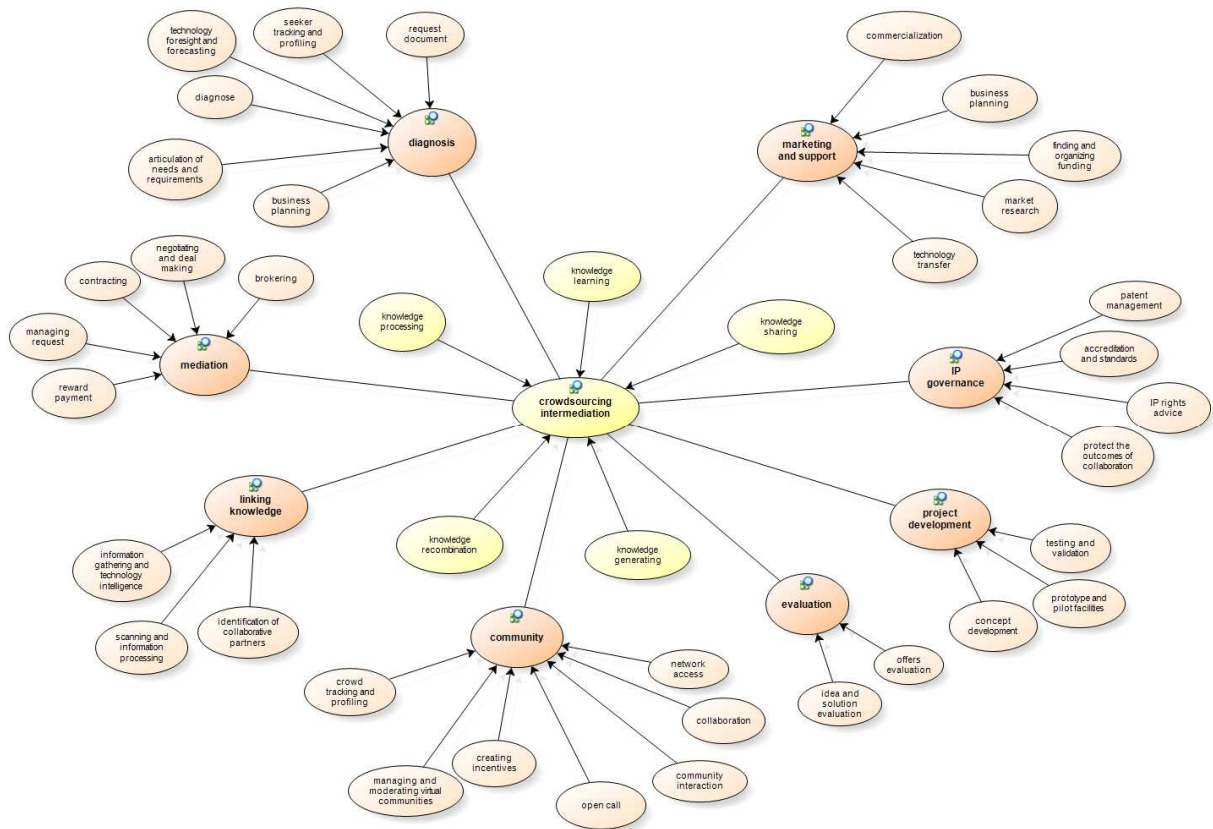 technology
foresight and
forecasting
seeker
tracking and
profiling
request
document
diagnose
diagnosis
articulation of
needs and
requirements
business
planning
commercialization
business
planning
marketing
and support
finding and
organizing
funding
market
research
technology
transfer
negotiating
and deal
making
contracting
brokering
managing
request
mediation
reward
payment
knowledge
learning
knowledge
processing
knowledge
sharing
crowdsourcing
intermediation
knowledge
recombination
knowledge
generating
patent
management
accreditation
and standards
IP
governance
IP rights
advice
protect the
outcomes of
collaboration
linking
knowledge
information
gathering and
technology
intelligence
scanning and
information
processing
identification of
collaborative
partners
project
development
testing and
validation
prototype and
pilot facilities
concept
development
evaluation
offers
evaluation
idea and
solution
evaluation
community
network
access
crowd
tracking and
profiling
collaboration
creating
incentives
community
interaction
managing and
moderating virtual
communities
open call